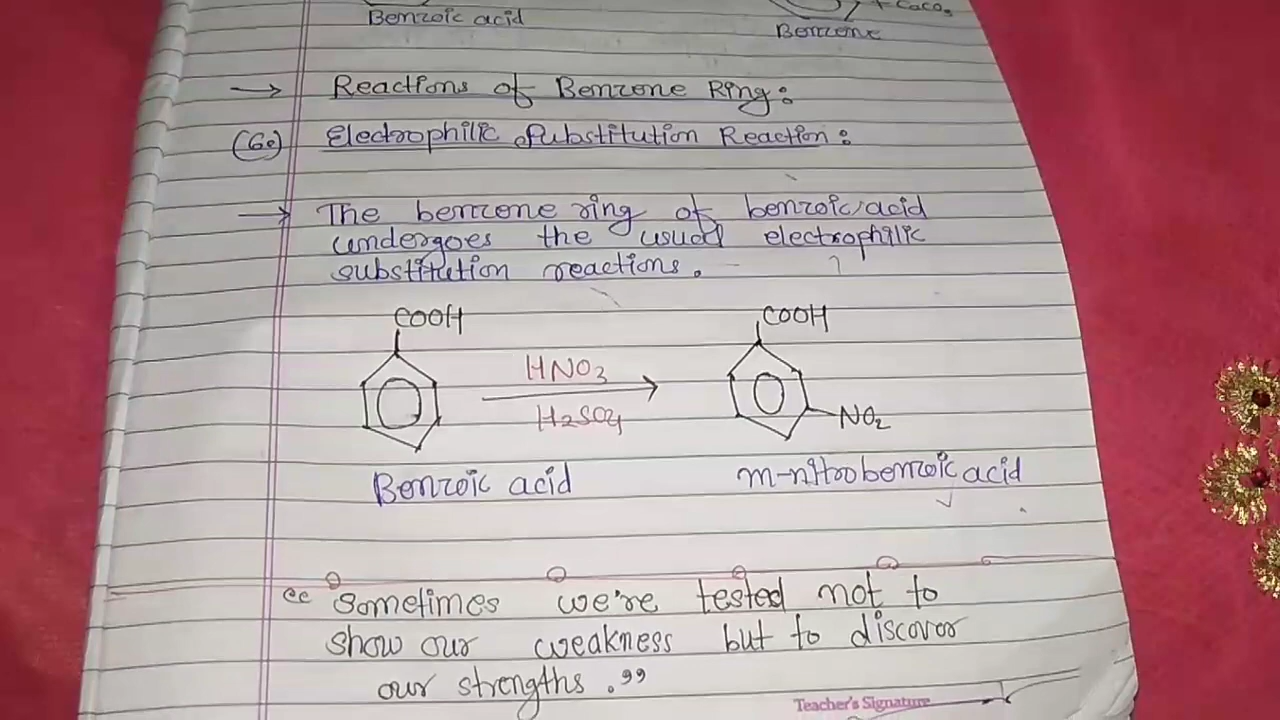 Benzoic acid
+ CaCO3
Benzene
→ Reactions of Benzene Ring:
(6.) Electrophilic Substitution Reaction:
→ The benzene ring of benzoic acid
undergoes the usual electrophilic
substitution reactions.
COOH
COOH
HNO3
H2SO4
NO2
Benzoic acid
m-nitrobenzoic acid
“Sometimes we're tested not to
show our weakness but to discover
our strengths.”
Teacher's Signature